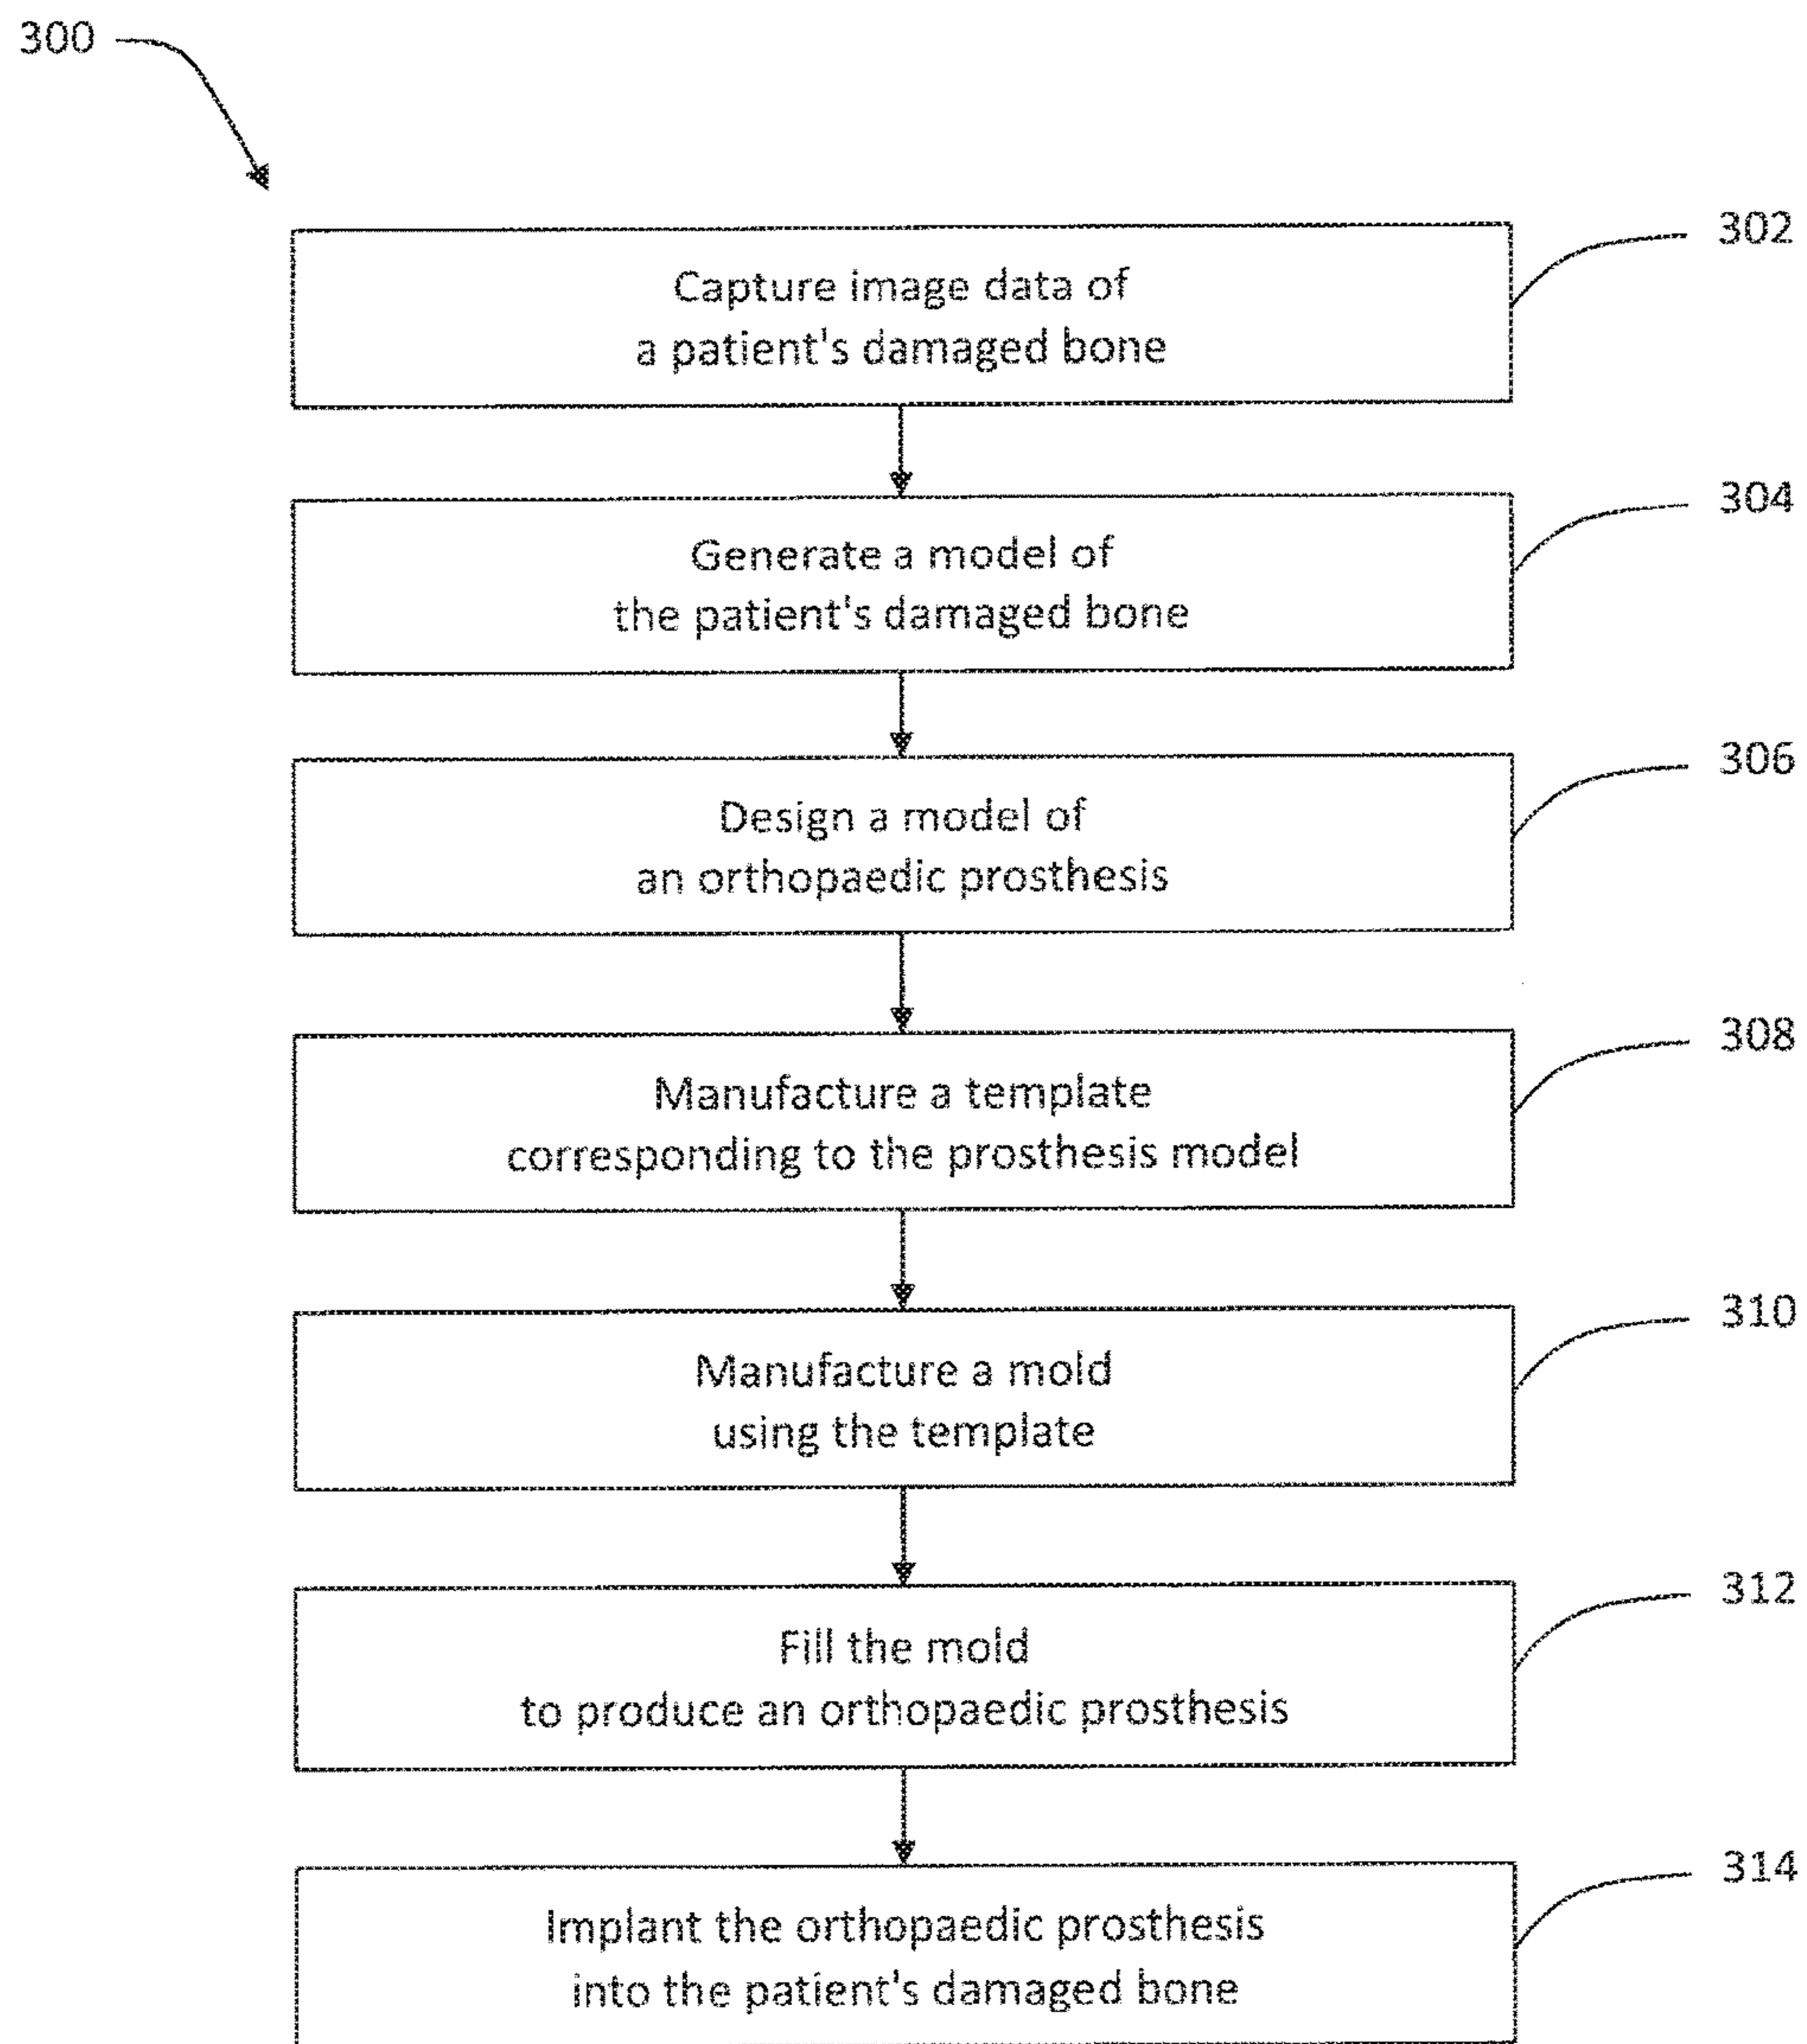 300
302
Capture image data of
a patient's damaged bone
304
Generate a model of
the patient's damaged bone
306
Design a model of
an orthopaedic prosthesis
308
Manufacture a template
corresponding to the prosthesis model
310
Manufacture a mold
using the template
312
Fill the mold
to produce an orthopaedic prosthesis
314
Implant the orthopaedic prosthesis
into the patient's damaged bone